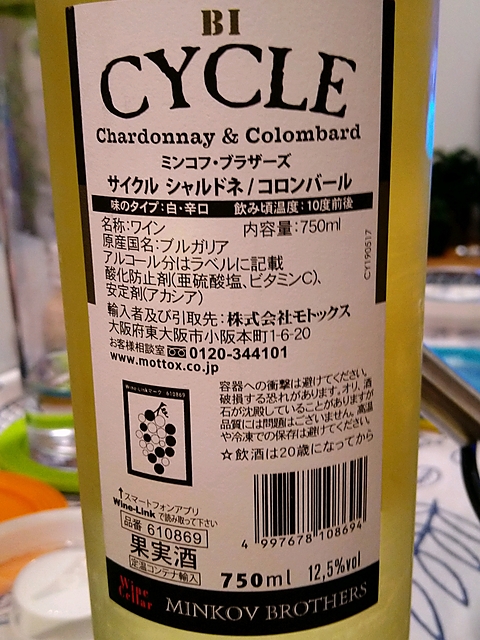 BI
CYCLE
Chardonnay & Colombard
ミンコフ・ブラザーズ
サイクル シャルドネ/コロンバール
味のタイプ:白・辛口 飲み頃温度:10度前後
名称:ワイン 内容量:750ml
原産国名:ブルガリア
アルコール分はラベルに記載
酸化防止剤(亜硫酸塩、ビタミンC)、
安定剤(アカシア)
CY190517
輸入者及び引取先:株式会社モトックス
大阪府東大阪市小阪本町1-6-20
お客様相談室 0120-344101
www.mottox.co.jp
Wine-Linkマーク 610869
容器への衝撃は避けてください。
破損する恐れがあります。オリ、酒
石が沈殿していることがありますが
品質には問題はございません。高温
や冷凍での保存は避けてください。
☆飲酒は20歳になってから
↑スマートフォンアプリ
Wine-Linkで読み取って下さい
品番 610869
果実酒
定温コンテナ輸入
4 997678 108694
750ml 12,5%vol
Wine Cellar
MINKOV BROTHERS